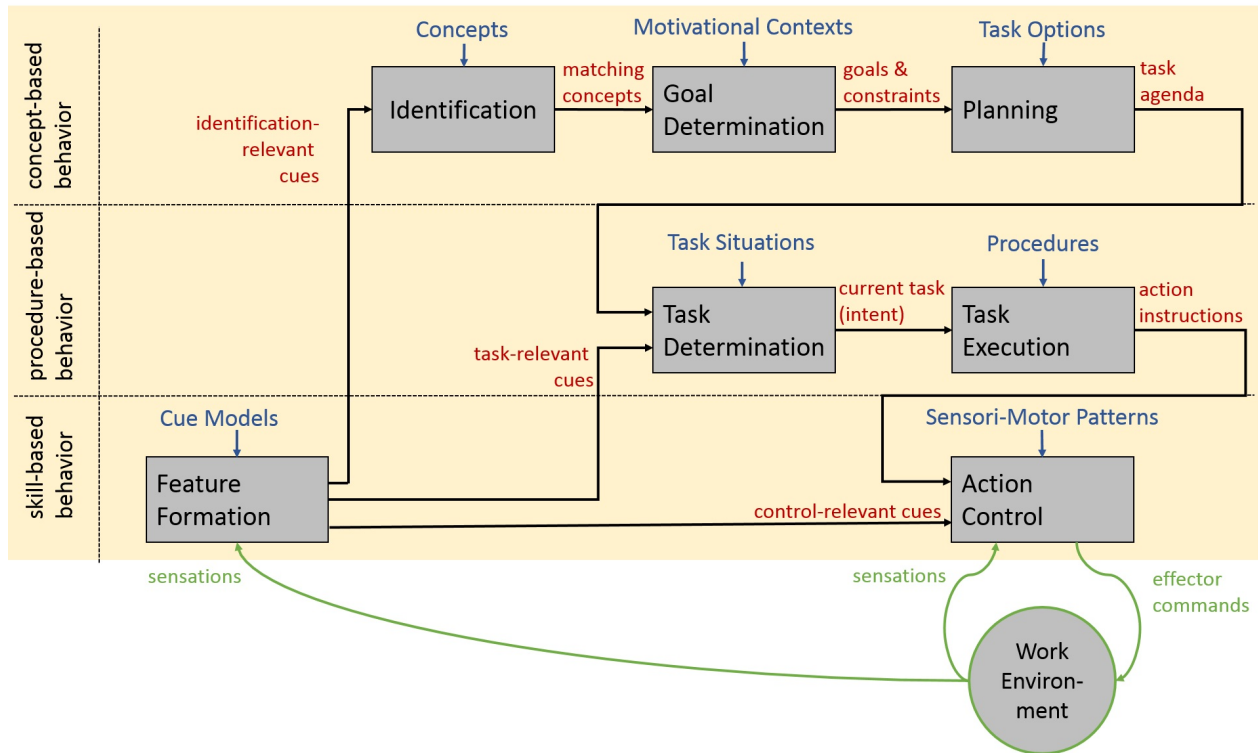 concept-based
behavior
Concepts
Motivational Contexts
Task Options
Identification
matching
concepts
Goal
Determination
goals &
constraints
Planning
task
agenda
identification-
relevant
cues
procedure-based
behavior
Task Situations
Procedures
Task
Determination
current task
(intent)
Task
Execution
action
instructions
task-relevant
cues
skill-based
behavior
Cue Models
Sensori-Motor Patterns
Feature
Formation
control-relevant cues
Action
Control
sensations
sensations
effector
commands
Work
Environ-
ment